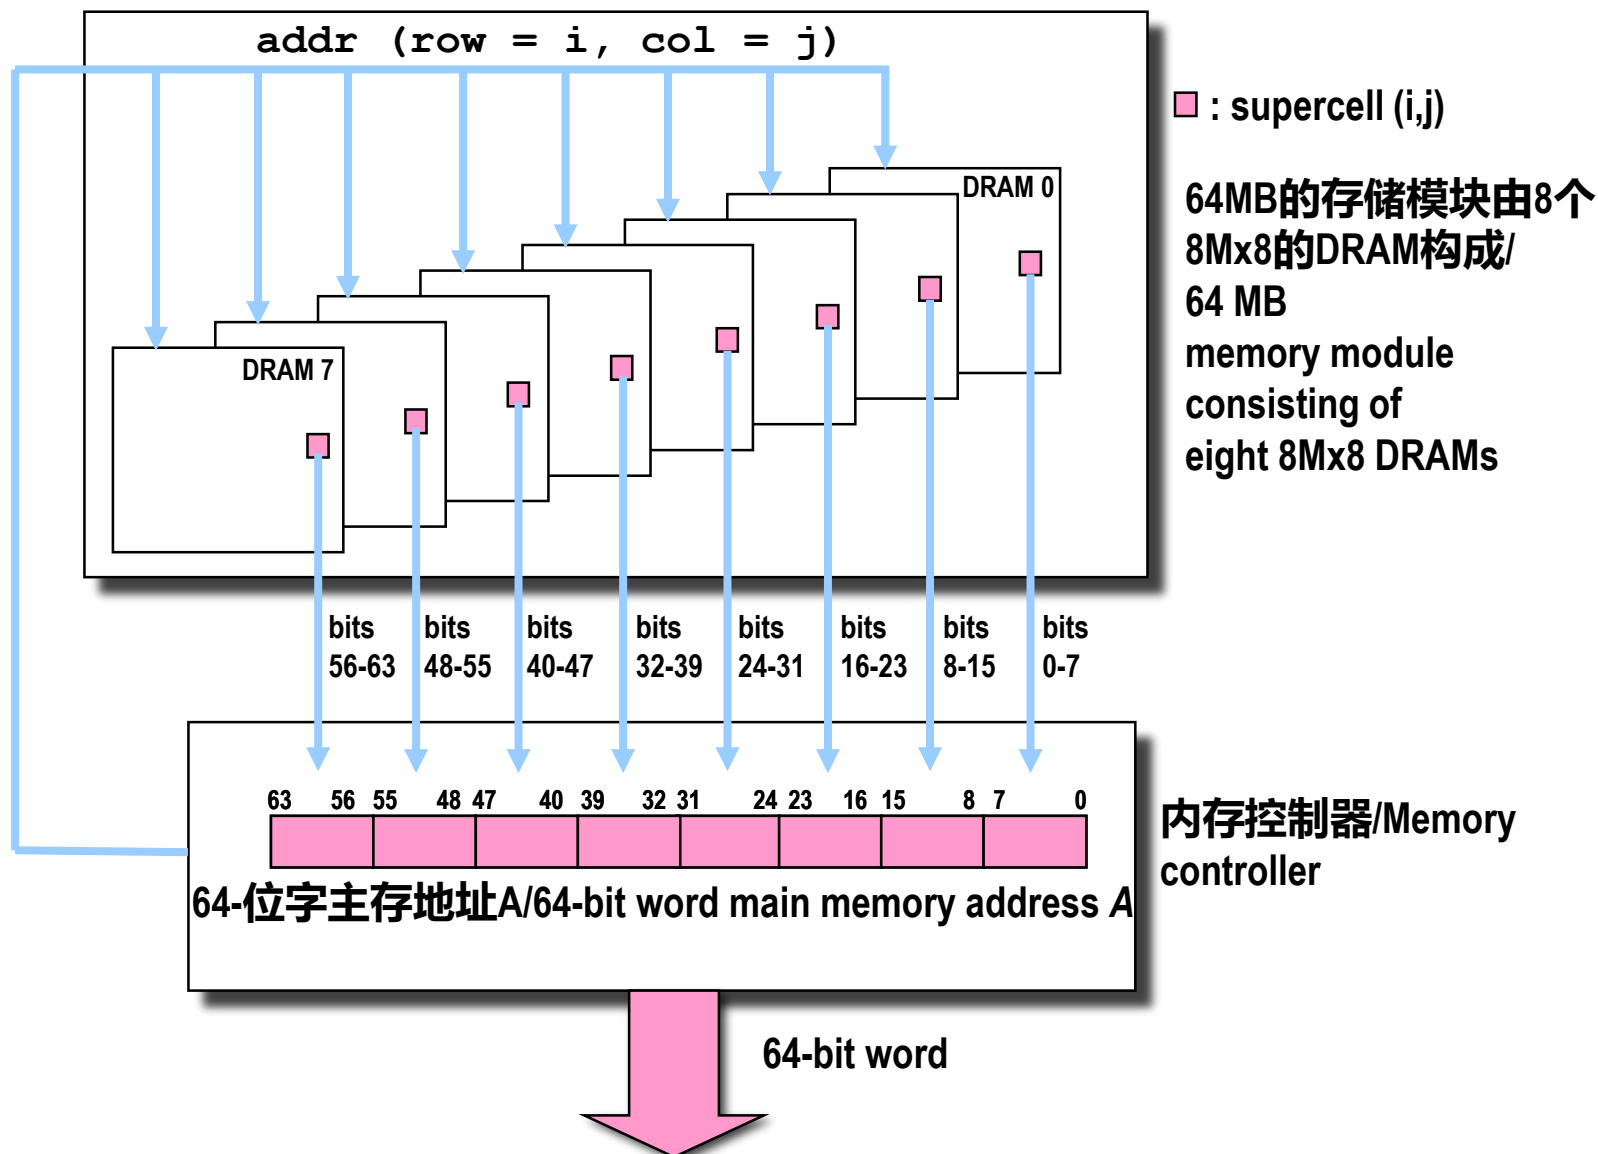 addr (row = i, col = j)
: supercell (i,j)
DRAM 0
64MB的存储模块由8个
8Mx8的DRAM构成/
64 MB
memory module
consisting of
eight 8Mx8 DRAMs
DRAM 7
bits
56-63
bits
48-55
bits
40-47
bits
32-39
bits
24-31
bits
16-23
bits
8-15
bits
0-7
63 56 55 48 47 40 39 32 31 24 23 16 15 8 7 0
内存控制器/Memory
controller
64-位字主存地址A/64-bit word main memory address A
64-bit word